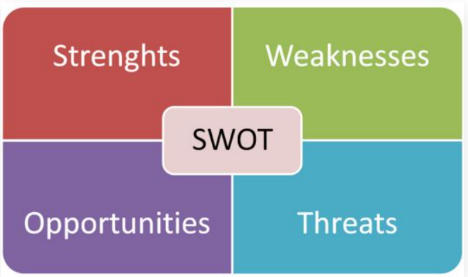 Strenghts
Weaknesses
SWOT
Opportunities
Threats